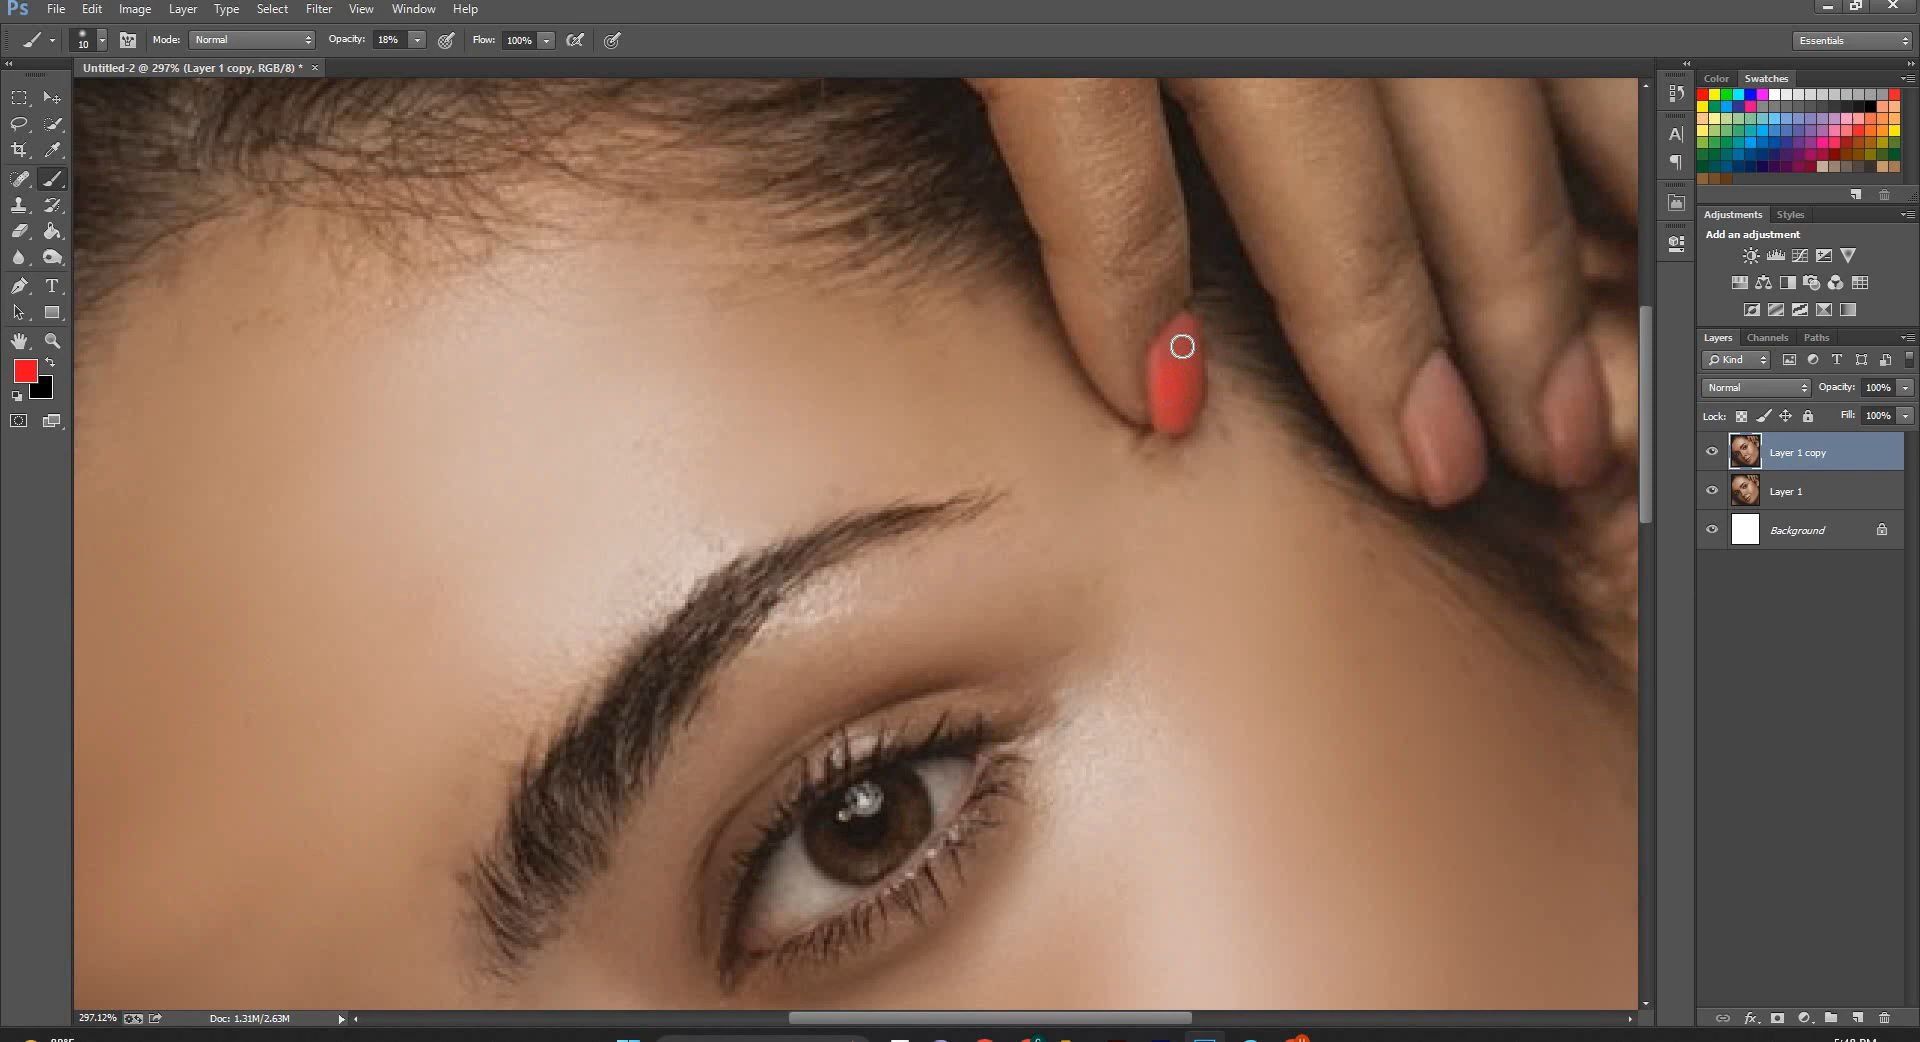 Ps File Edit Image Layer Type Select Filter View Window Help
10 Mode: Normal Opacity: 18% Flow: 100% Essentials
Untitled-2 @ 297% (Layer 1 copy, RGB/8) * ×
Color Swatches
Adjustments Styles
Add an adjustment
Layers Channels Paths
Kind
Normal Opacity: 100%
Lock: Fill: 100%
Layer 1 copy
Layer 1
Background
fx
297.12% Doc: 1.31M/2.63M